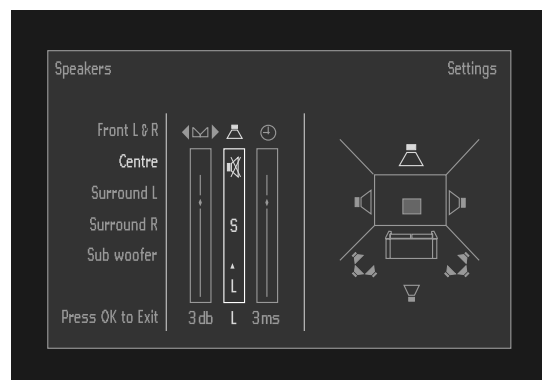 Speakers Settings
Front L & R
Centre
Surround L
S
Surround R
Sub woofer
L
Press OK to Exit 3db L 3ms